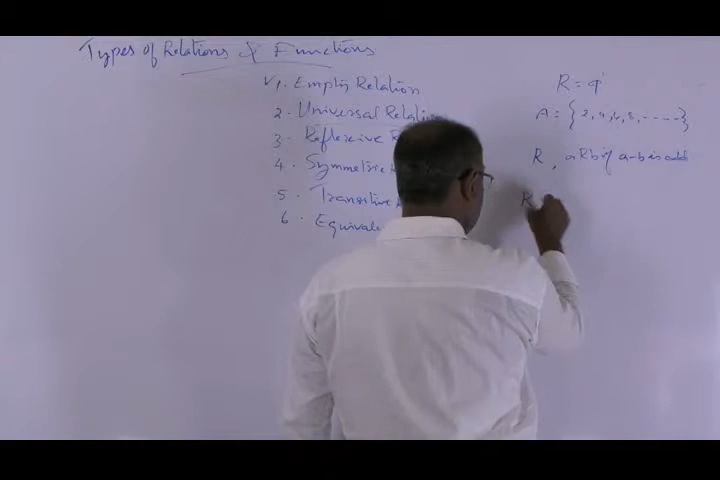 Types of Relations & Functions
✓1. Empty Relation
2. Universal Relation
3. Reflexive R
4. Symmetric
5. Transitive
6. Equivale
R = φ
A = {2, 4, 6, 8, -----}
R, aRb if a-b is odd
R